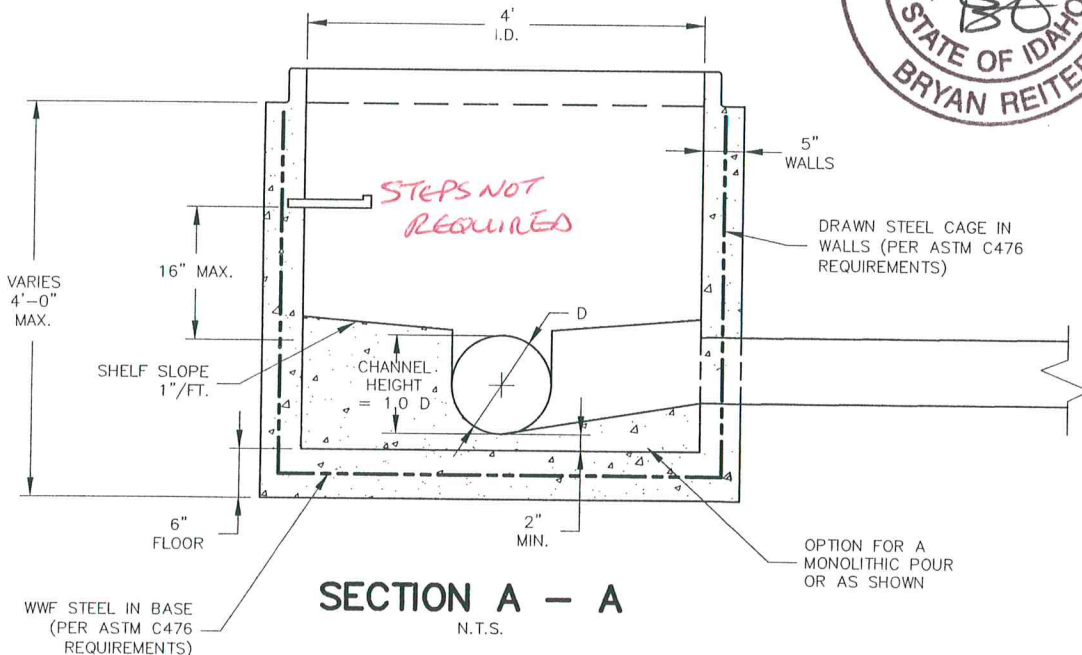 4'
I.D.
STATE OF IDAHO
BRYAN REITER
5"
WALLS
STEPS NOT
REQUIRED
DRAWN STEEL CAGE IN
WALLS (PER ASTM C476
REQUIREMENTS)
16" MAX.
VARIES
4'-0"
MAX.
D
SHELF SLOPE
1"/FT.
CHANNEL
HEIGHT
= 1.0 D
6"
FLOOR
2"
MIN.
OPTION FOR A
MONOLITHIC POUR
OR AS SHOWN
WWF STEEL IN BASE
(PER ASTM C476
REQUIREMENTS)
SECTION A - A
N.T.S.